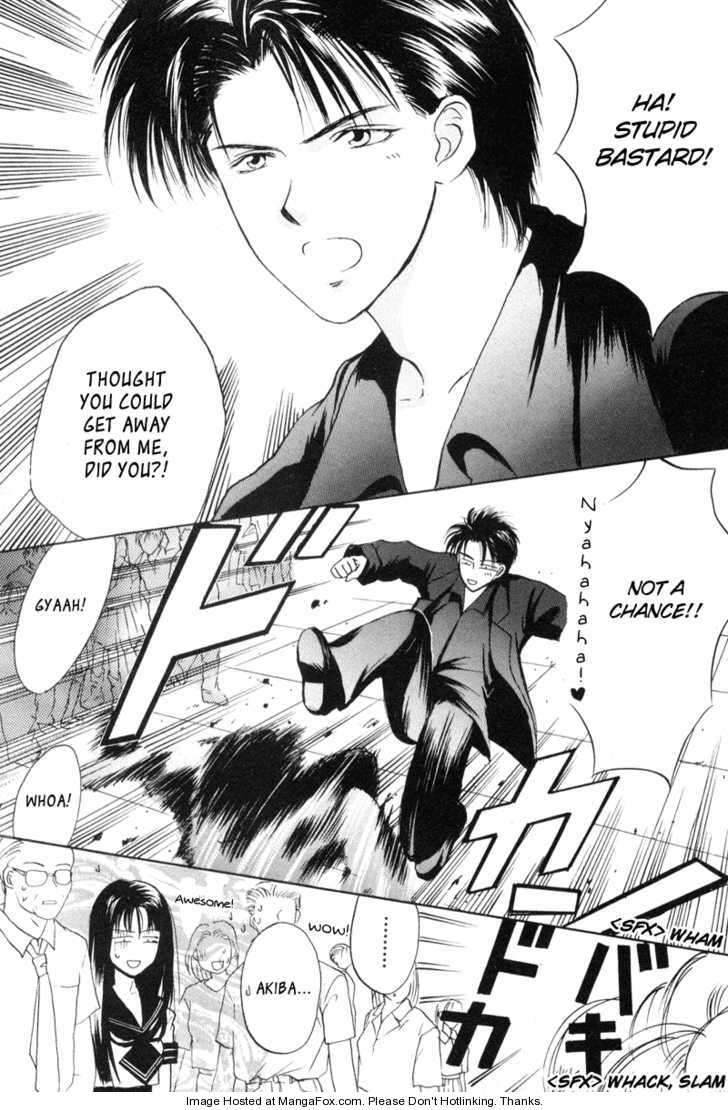 HA!
STUPID
BASTARD!
THOUGHT
YOU COULD
GET AWAY
FROM ME,
DID YOU?!
Nyahahahaha!♥
NOT A
CHANCE!!
GYAAH!
ドカッ
WHOA!
<SFX> WHAM
Awesome!
WOW!
........
AKIBA...
バキ
ドカ
<SFX> WHACK, SLAM
Image Hosted at MangaFox.com. Please Don't Hotlinking. Thanks.